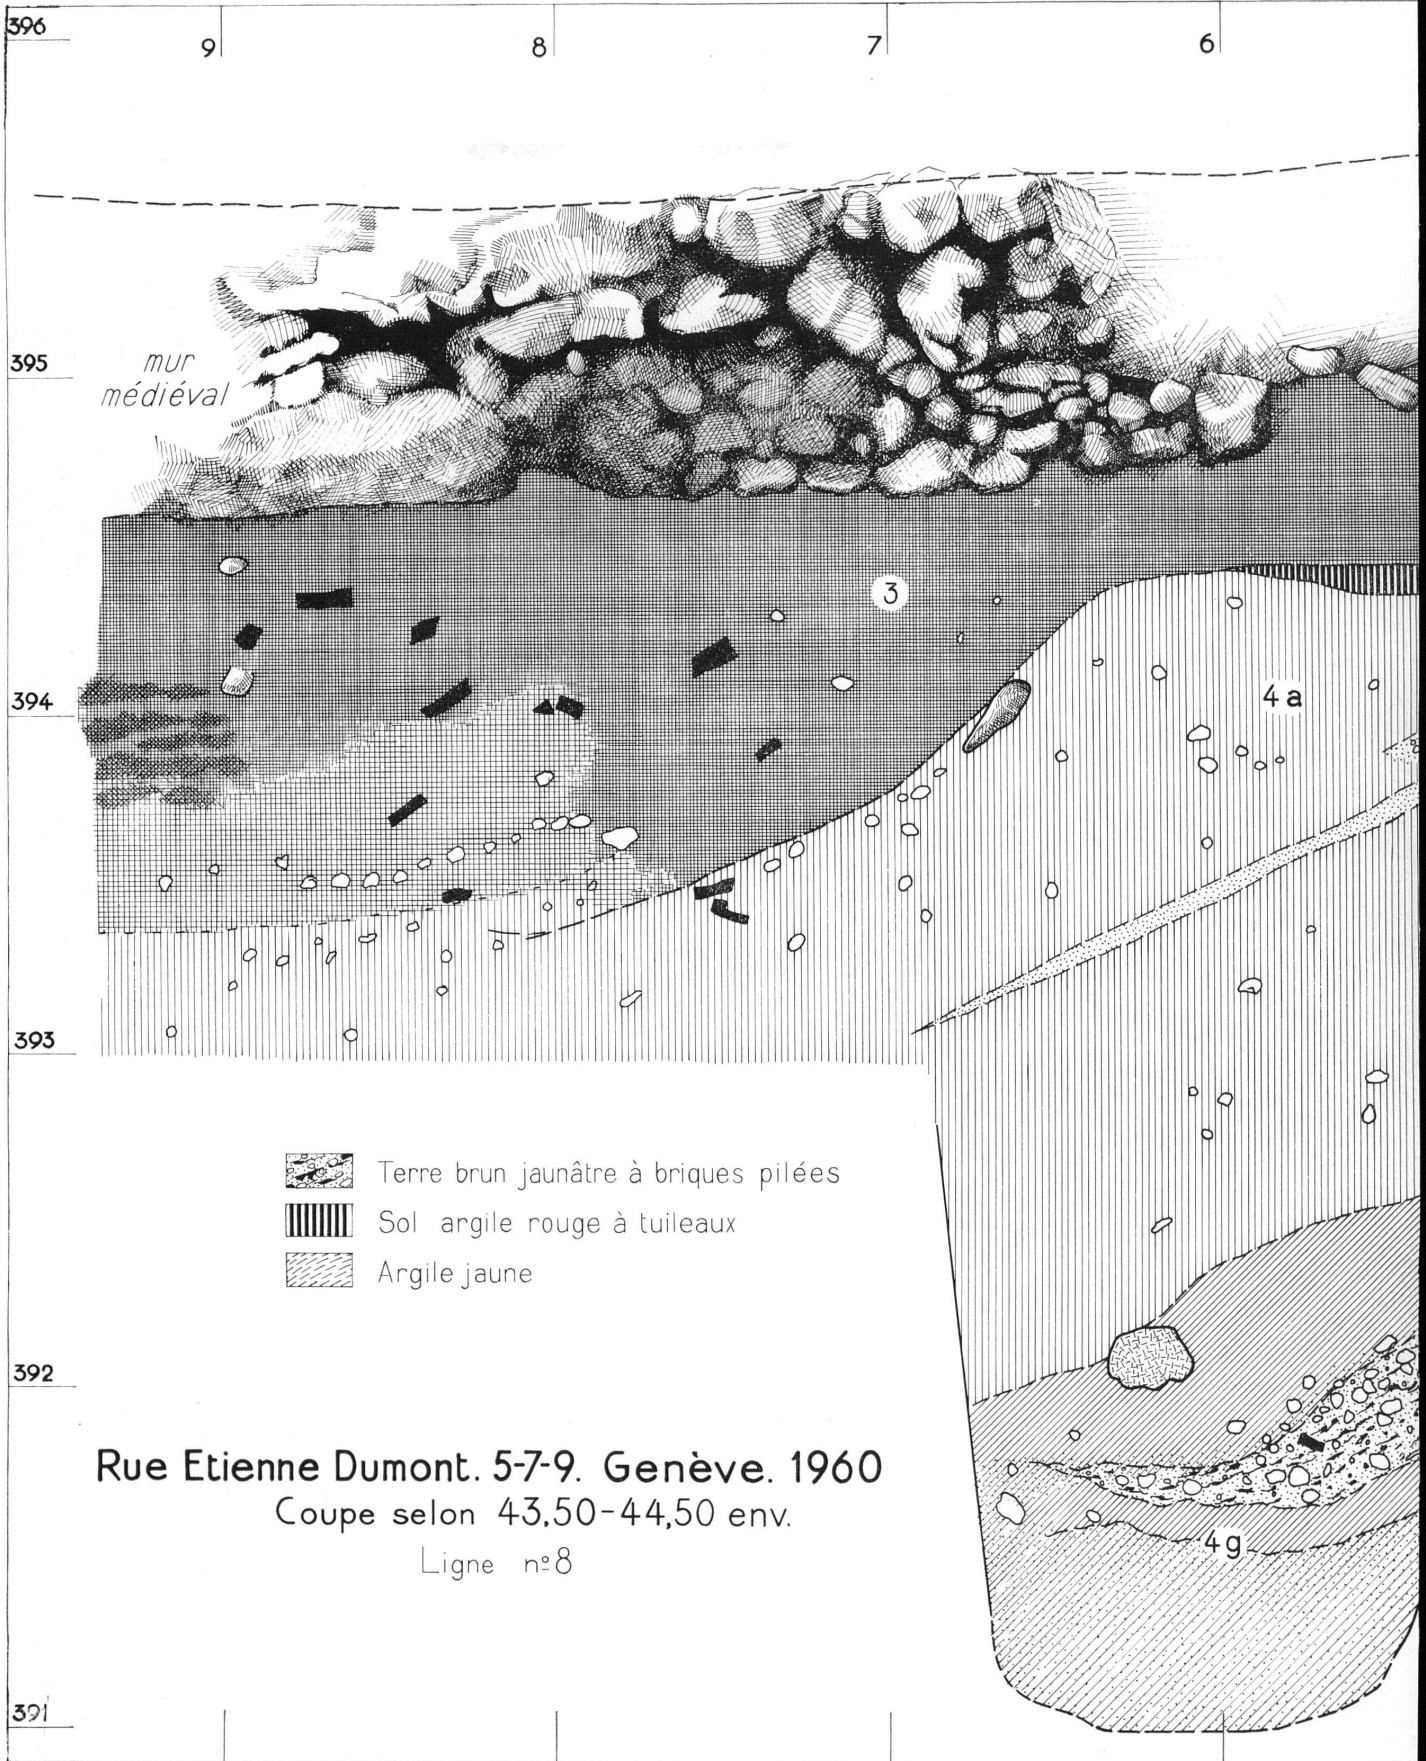 396
9
8
7
6
395
mur
médiéval
3
394
4a
393
Terre brun jaunâtre à briques pilées
Sol argile rouge à tuileaux
Argile jaune
392
Rue Etienne Dumont. 5-7-9. Genève. 1960
Coupe selon 43,50-44,50 env.
Ligne nº8
4g
391